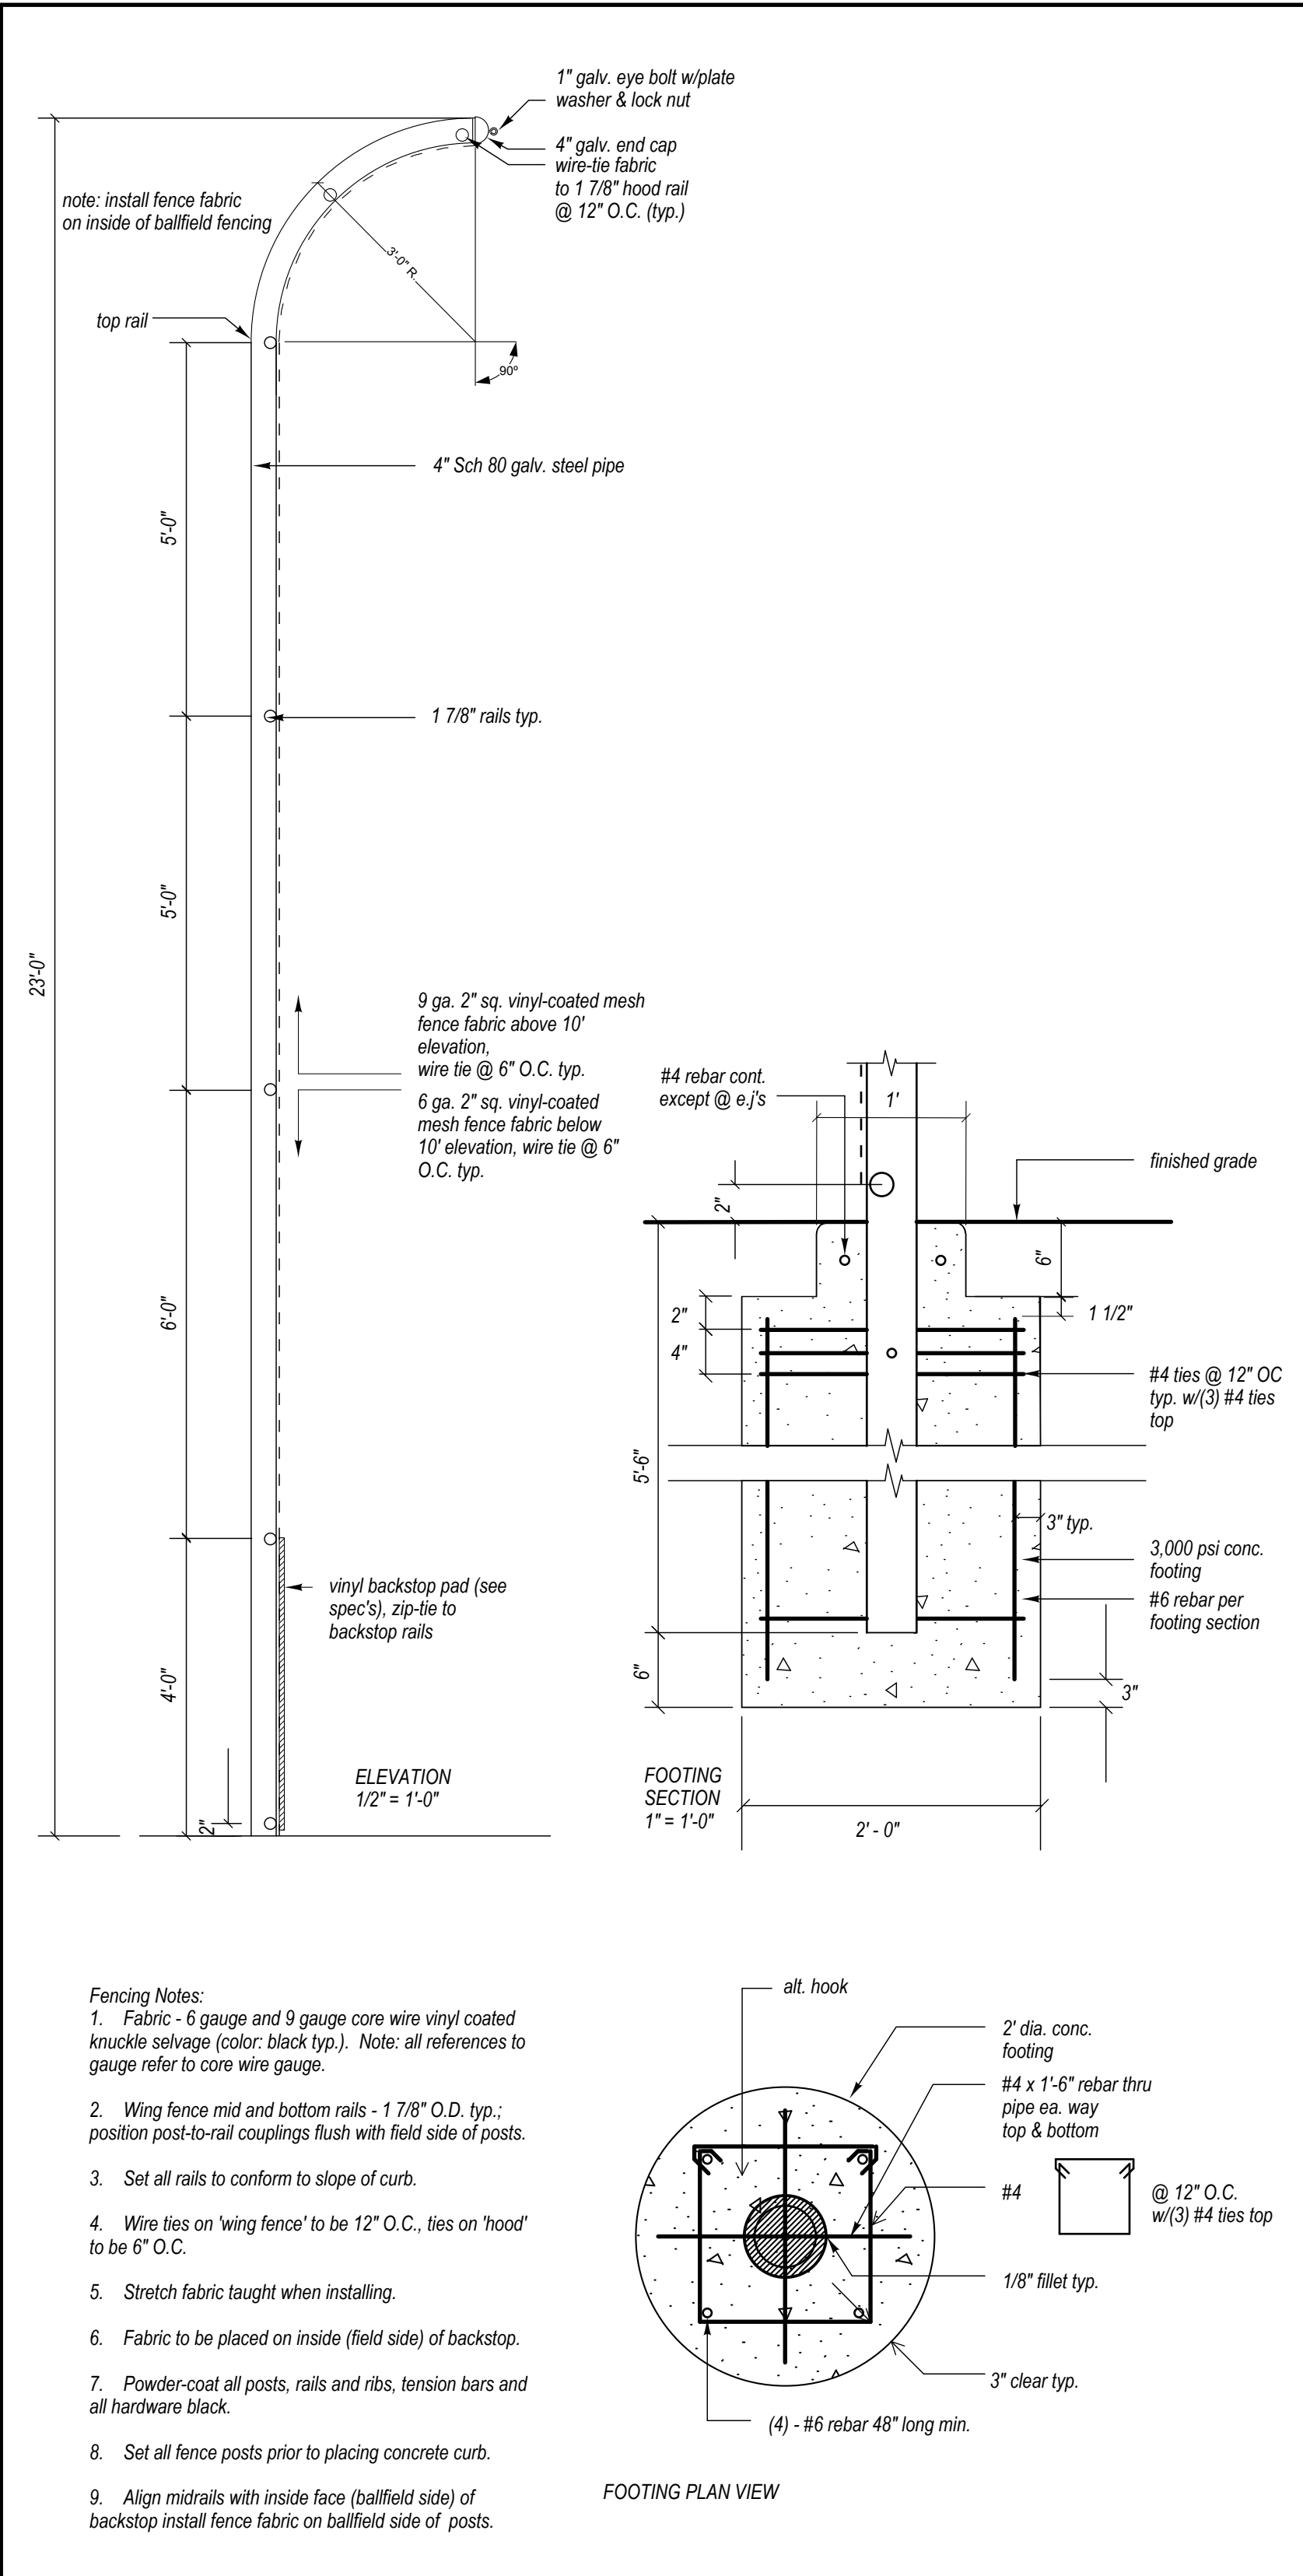 1" galv. eye bolt w/plate
washer & lock nut
4" galv. end cap
wire-tie fabric
to 1 7/8" hood rail
@ 12" O.C. (typ.)
note: install fence fabric
on inside of ballfield fencing
3'-0" R.
top rail
90º
4" Sch 80 galv. steel pipe
5'-0"
1 7/8" rails typ.
5'-0"
23'-0"
9 ga. 2" sq. vinyl-coated mesh
fence fabric above 10'
elevation,
wire tie @ 6" O.C. typ.
6 ga. 2" sq. vinyl-coated
mesh fence fabric below
10' elevation, wire tie @ 6"
O.C. typ.
6'-0"
vinyl backstop pad (see
spec's), zip-tie to
backstop rails
4'-0"
2"
ELEVATION
1/2" = 1'-0"
#4 rebar cont.
except @ e.j's
1'
finished grade
2"
6"
1 1/2"
2"
4"
#4 ties @ 12" OC
typ. w/(3) #4 ties
top
5'-6"
3" typ.
3,000 psi conc.
footing
#6 rebar per
footing section
6"
3"
FOOTING
SECTION
1" = 1'-0"
2' - 0"
Fencing Notes:
1. Fabric - 6 gauge and 9 gauge core wire vinyl coated
knuckle selvage (color: black typ.). Note: all references to
gauge refer to core wire gauge.
2. Wing fence mid and bottom rails - 1 7/8" O.D. typ.;
position post-to-rail couplings flush with field side of posts.
3. Set all rails to conform to slope of curb.
4. Wire ties on 'wing fence' to be 12" O.C., ties on 'hood'
to be 6" O.C.
5. Stretch fabric taught when installing.
6. Fabric to be placed on inside (field side) of backstop.
7. Powder-coat all posts, rails and ribs, tension bars and
all hardware black.
8. Set all fence posts prior to placing concrete curb.
9. Align midrails with inside face (ballfield side) of
backstop install fence fabric on ballfield side of posts.
alt. hook
2' dia. conc.
footing
#4 x 1'-6" rebar thru
pipe ea. way
top & bottom
#4
@ 12" O.C.
w/(3) #4 ties top
1/8" fillet typ.
3" clear typ.
(4) - #6 rebar 48" long min.
FOOTING PLAN VIEW